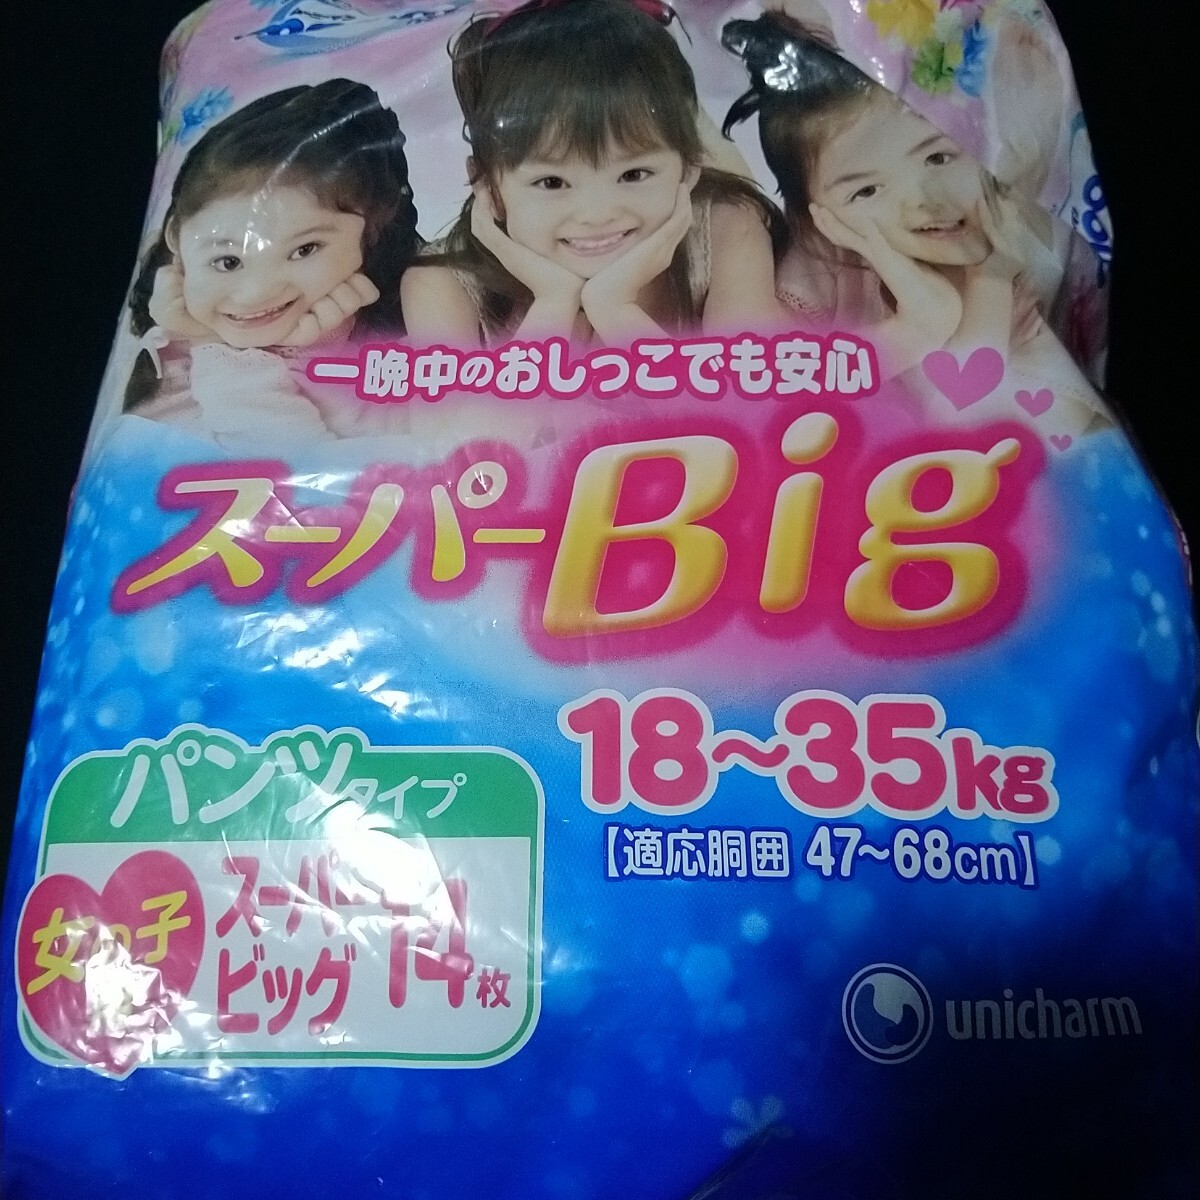 一晩中のおしっこでも安心
スーパーBig
18~35kg
【適応胴囲 47~68cm】
パンツタイプ
女の子
スーパー
ビッグ
14枚
unicharm